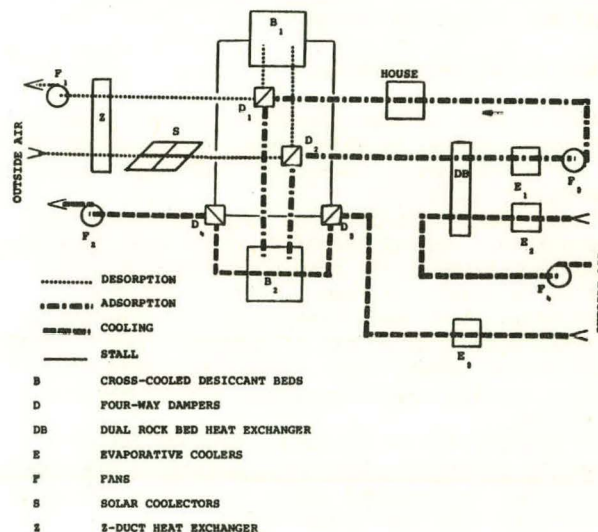 B1
F1
HOUSE
Z
S
D1
D2
OUTSIDE AIR
DB
E1
F3
E2
F2
D4
D3
F4
B2
E3
DESORPTION
ADSORPTION
COOLING
STALL
B CROSS-COOLED DESICCANT BEDS
D FOUR-WAY DAMPERS
DB DUAL ROCK BED HEAT EXCHANGER
E EVAPORATIVE COOLERS
F FANS
S SOLAR COOLECTORS
Z Z-DUCT HEAT EXCHANGER